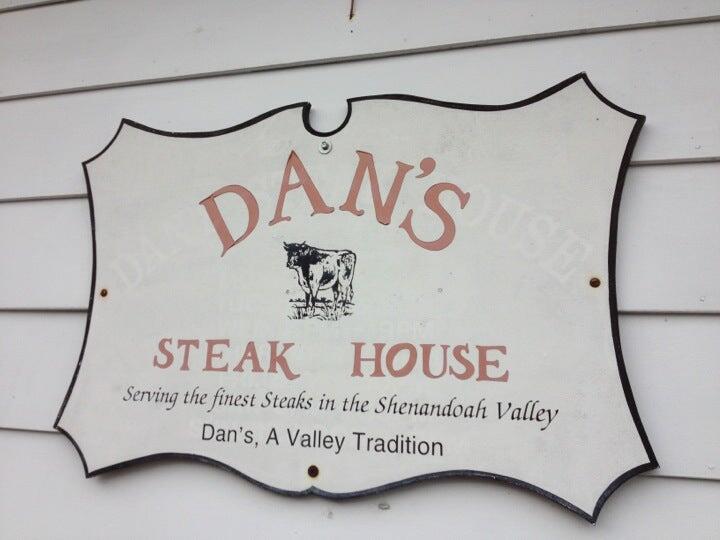 DAN'S
STEAK HOUSE
Serving the finest Steaks in the Shenandoah Valley
Dan's, A Valley Tradition